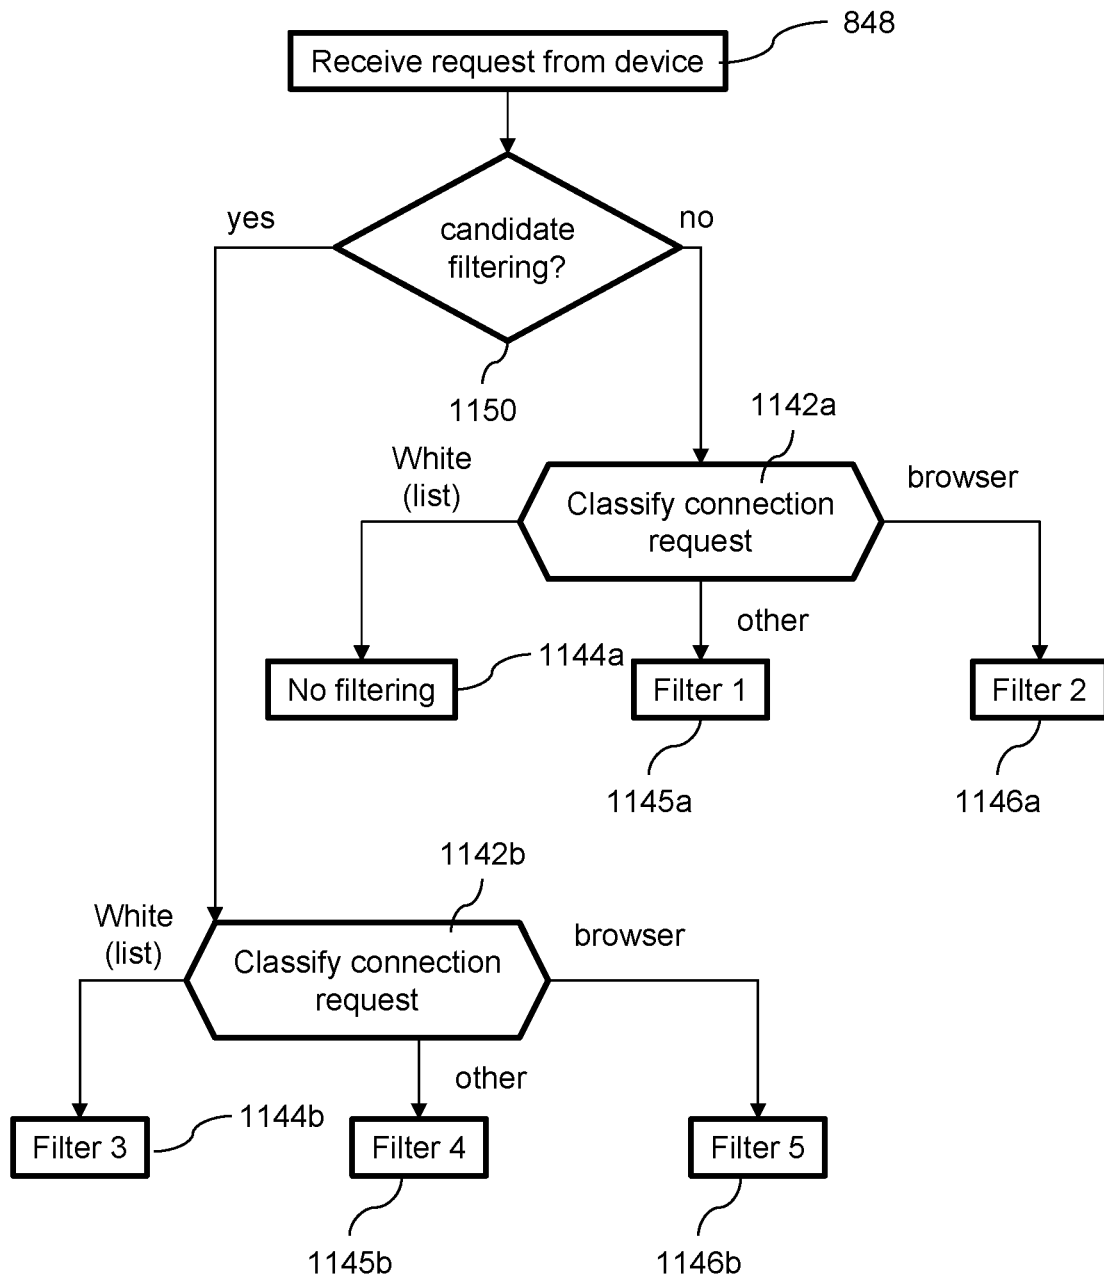 848
Receive request from device
yes
no
candidate
filtering?
1150
1142a
White
(list)
browser
Classify connection
request
other
1144a
No filtering
Filter 1
Filter 2
1145a
1146a
1142b
White
(list)
browser
Classify connection
request
other
1144b
Filter 3
Filter 4
Filter 5
1145b
1146b